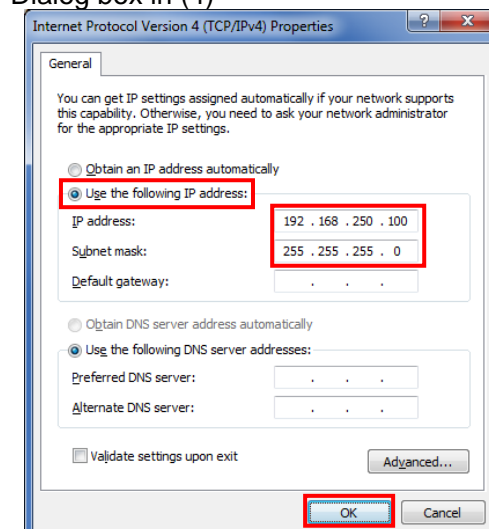 Dialog box in (4)
Internet Protocol Version 4 (TCP/IPv4) Properties
General
You can get IP settings assigned automatically if your network supports
this capability. Otherwise, you need to ask your network administrator
for the appropriate IP settings.
Obtain an IP address automatically
Use the following IP address:
IP address: 192 . 168 . 250 . 100
Subnet mask: 255 . 255 . 255 . 0
Default gateway: . . .
Obtain DNS server address automatically
Use the following DNS server addresses:
Preferred DNS server: . . .
Alternate DNS server: . . .
Validate settings upon exit
Advanced...
OK Cancel